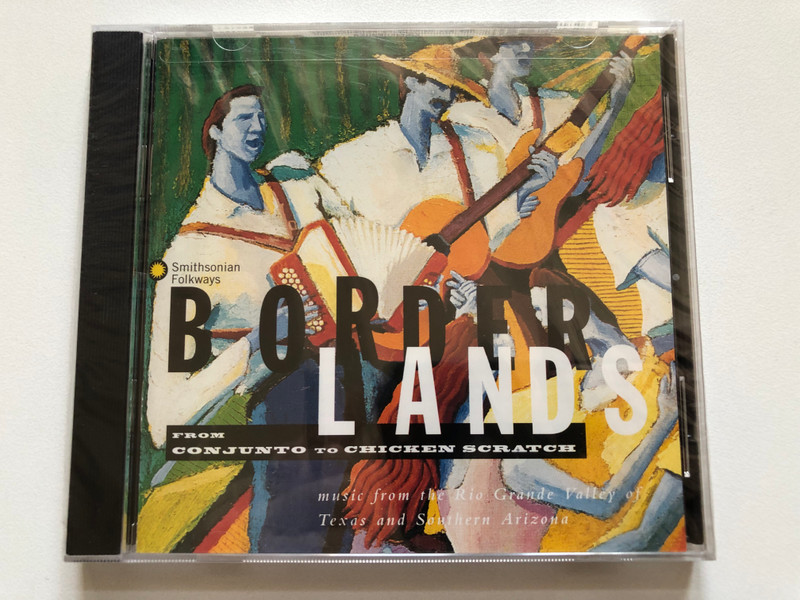 Smithsonian
Folkways
BORDER
LANDS
FROM
CONJUNTO TO CHICKEN SCRATCH
music from the Rio Grande Valley of
Texas and Southern Arizona